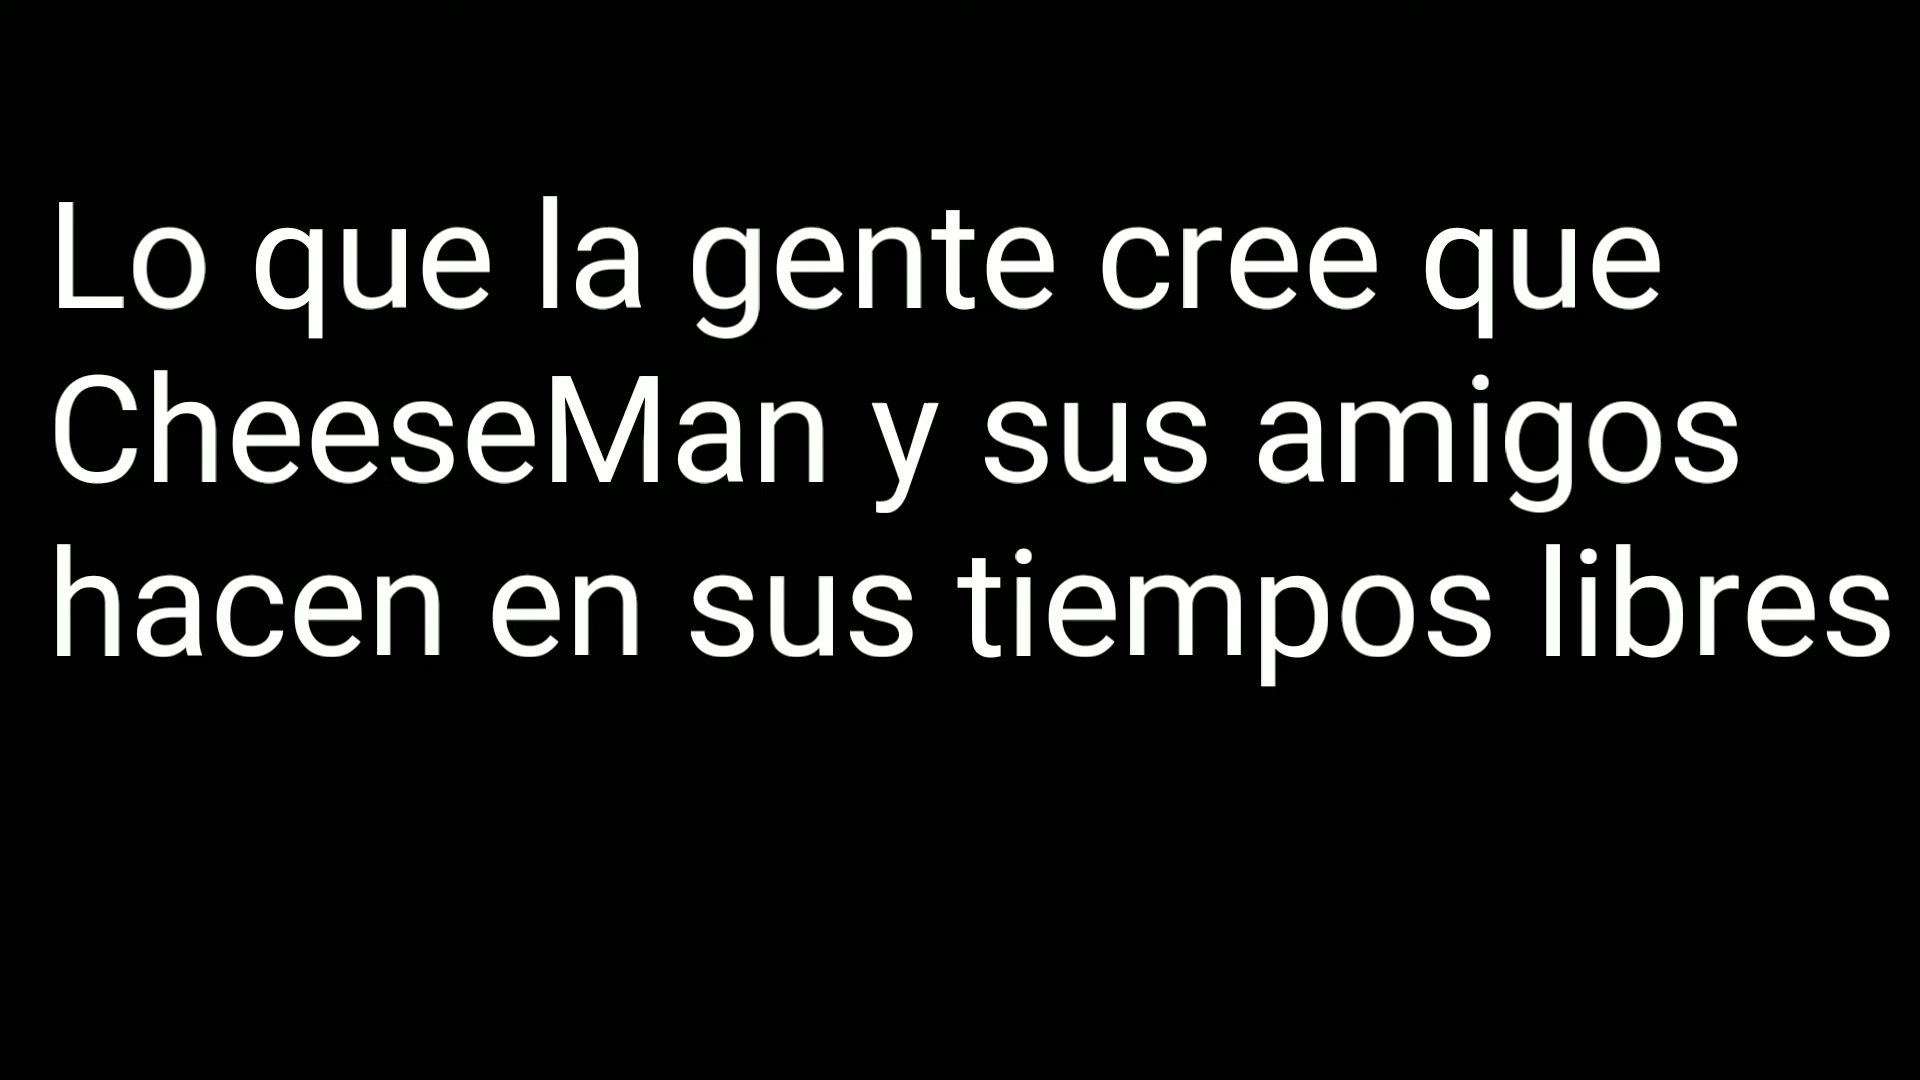 Lo que la gente cree que
CheeseMan y sus amigos
hacen en sus tiempos libres